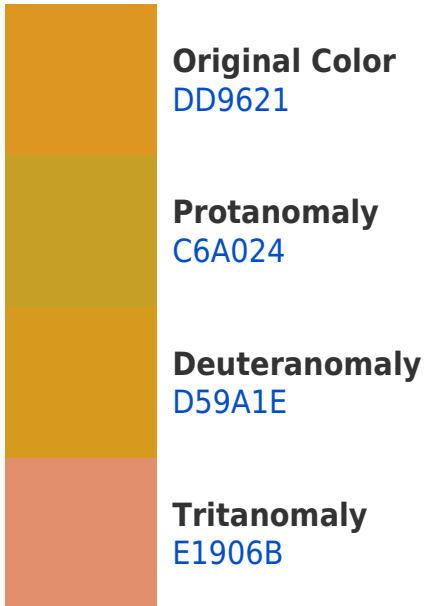 Original Color
DD9621
Protanomaly
C6A024
Deuteranomaly
D59A1E
Tritanomaly
E1906B